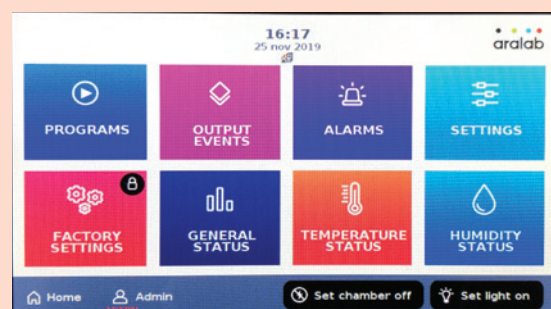 16:17
25 nov 2019
aralab
PROGRAMS
OUTPUT
EVENTS
ALARMS
SETTINGS
FACTORY
SETTINGS
GENERAL
STATUS
TEMPERATURE
STATUS
HUMIDITY
STATUS
Home
Admin
Set chamber off
Set light on